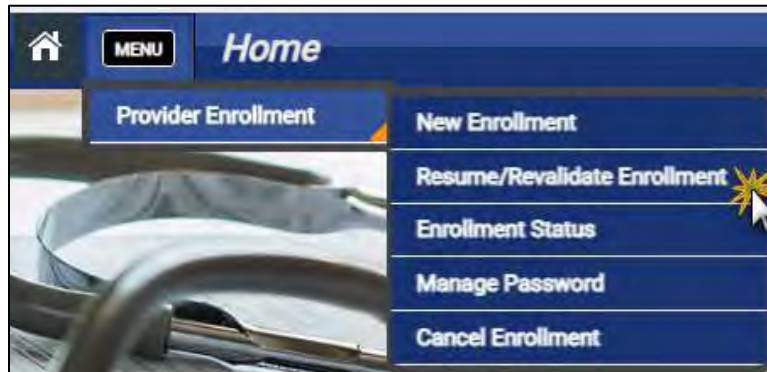 MENU Home
Provider Enrollment
New Enrollment
Resume/Revalidate Enrollment
Enrollment Status
Manage Password
Cancel Enrollment